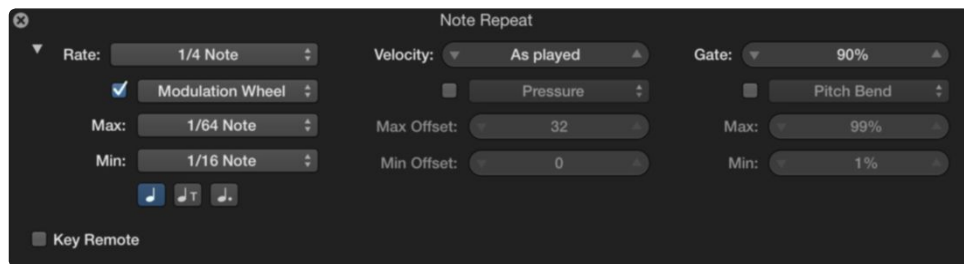 Note Repeat
Rate: 1/4 Note Velocity: As played Gate: 90%
Modulation Wheel Pressure Pitch Bend
Max: 1/64 Note Max Offset: 32 Max: 99%
Min: 1/16 Note Min Offset: 0 Min: 1%
T
Key Remote